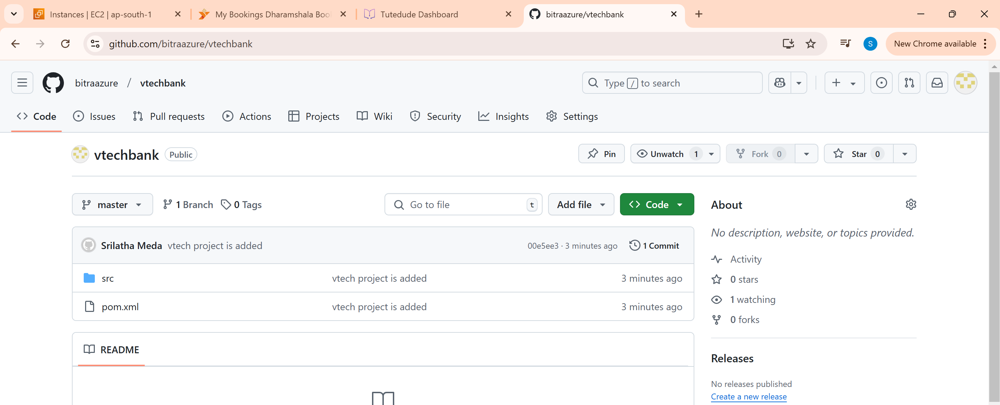 Instances | EC2 | ap-south-1
My Bookings Dharamshala Boo
Tutedude Dashboard
bitraazure/vtechbank
github.com/bitraazure/vtechbank
S
New Chrome available
bitraazure / vtechbank
Type / to search
Code
Issues
Pull requests
Actions
Projects
Wiki
Security
Insights
Settings
vtechbank Public
Pin
Unwatch 1
Fork 0
Star 0
master
1 Branch
0 Tags
Go to file t
Add file
Code
Srilatha Meda vtech project is added 00e5ee3 · 3 minutes ago 1 Commit
src vtech project is added 3 minutes ago
pom.xml vtech project is added 3 minutes ago
README
About
No description, website, or topics provided.
Activity
0 stars
1 watching
0 forks
Releases
No releases published
Create a new release